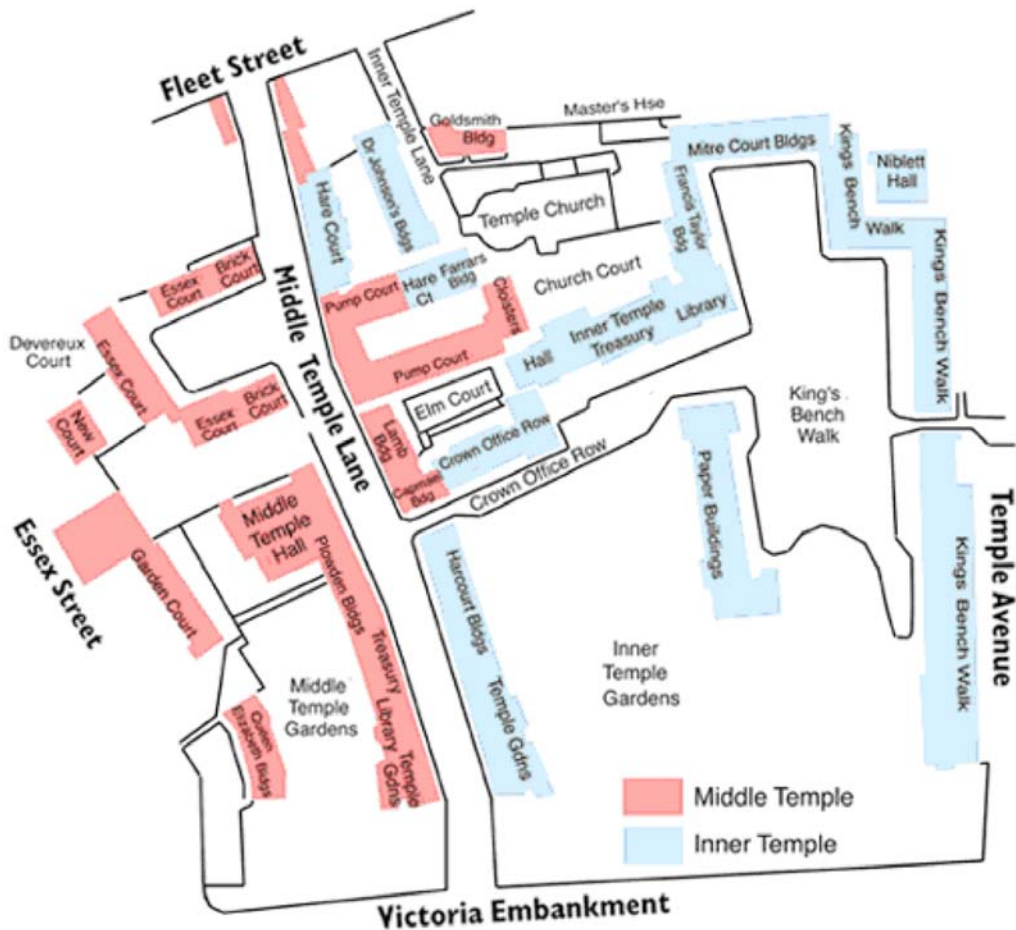 Fleet Street
Inner Temple Lane
Goldsmith
Bldg
Master's Hse
Mitre Court Bldgs
Kings Bench
Walk
Niblett
Hall
Kings Bench Walk
Dr Johnson's Bdgs
Hare Court
Temple Church
Francis Taylor
Bdg
Essex
Court
Brick
Court
Middle Temple Lane
Pump Court
Hare
Ct
Farrars
Bdg
Cloisters
Church Court
Hall
Inner Temple
Treasury
Library
Devereux
Court
Essex Court
Essex
Court
Brick
Court
New
Court
Pump Court
Elm Court
Lamb
Bdg
Crown Office Row
Capman
Bdg
Crown Office Row
King's
Bench
Walk
Paper Buildings
Essex Street
Middle
Temple
Hall
Garden Court
Plowden Bdgs
Treasury
Library
Temple
Gdns
Harcourt Bldgs
Temple Gdns
Kings Bench Walk
Temple Avenue
Middle
Temple
Gardens
Inner
Temple
Gardens
Queen
Elizabeth Bldgs
Middle Temple
Inner Temple
Victoria Embankment